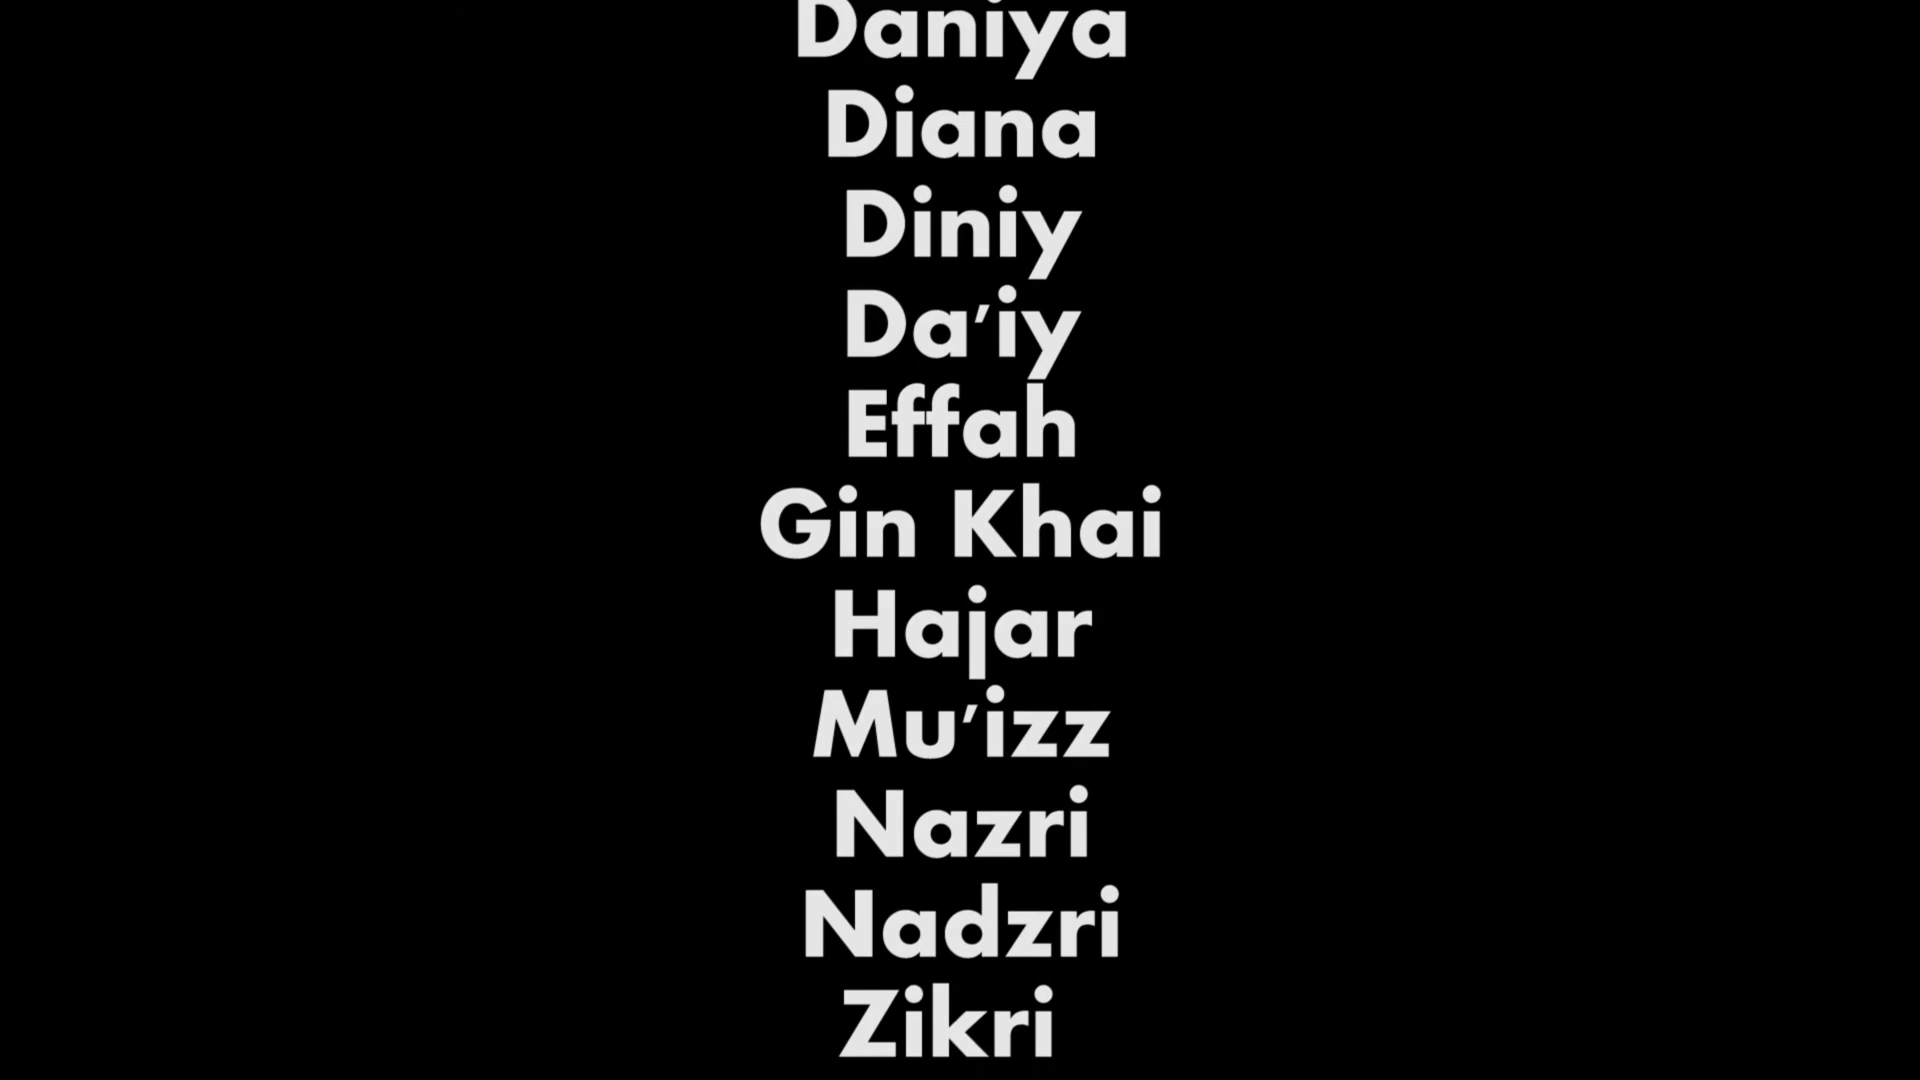 Daniya
Diana
Diniy
Da'iy
Effah
Gin Khai
Hajar
Mu'izz
Nazri
Nadzri
Zikri